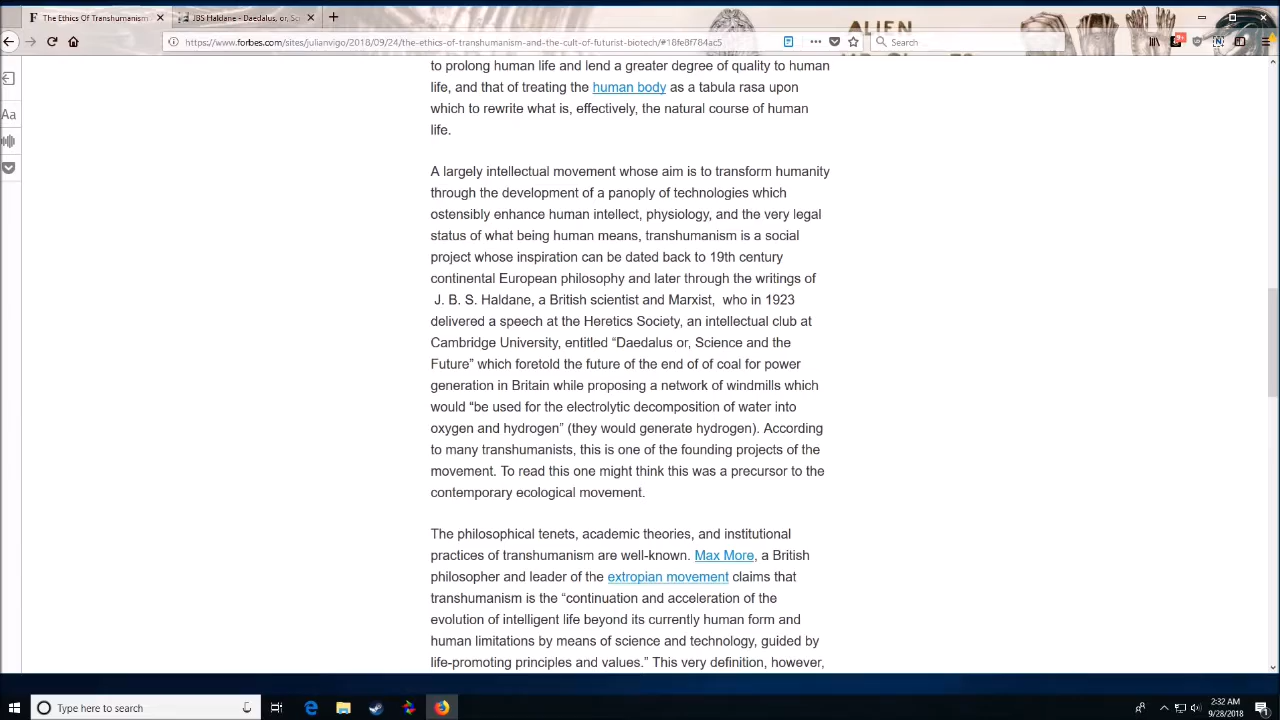 The Ethics Of Transhumanism
JBS Haldane - Daedalus, or, Sc
ALIEN
https://www.forbes.com/sites/julianvigo/2018/09/24/the-ethics-of-transhumanism-and-the-cult-of-futurist-biotech/#18fe8f784ac5
Search
to prolong human life and lend a greater degree of quality to human
life, and that of treating the human body as a tabula rasa upon
which to rewrite what is, effectively, the natural course of human
life.
Aa
A largely intellectual movement whose aim is to transform humanity
through the development of a panoply of technologies which
ostensibly enhance human intellect, physiology, and the very legal
status of what being human means, transhumanism is a social
project whose inspiration can be dated back to 19th century
continental European philosophy and later through the writings of
J. B. S. Haldane, a British scientist and Marxist, who in 1923
delivered a speech at the Heretics Society, an intellectual club at
Cambridge University, entitled “Daedalus or, Science and the
Future” which foretold the future of the end of of coal for power
generation in Britain while proposing a network of windmills which
would “be used for the electrolytic decomposition of water into
oxygen and hydrogen” (they would generate hydrogen). According
to many transhumanists, this is one of the founding projects of the
movement. To read this one might think this was a precursor to the
contemporary ecological movement.
The philosophical tenets, academic theories, and institutional
practices of transhumanism are well-known. Max More, a British
philosopher and leader of the extropian movement claims that
transhumanism is the “continuation and acceleration of the
evolution of intelligent life beyond its currently human form and
human limitations by means of science and technology, guided by
life-promoting principles and values.” This very definition, however,
Type here to search
2:32 AM
9/28/2018